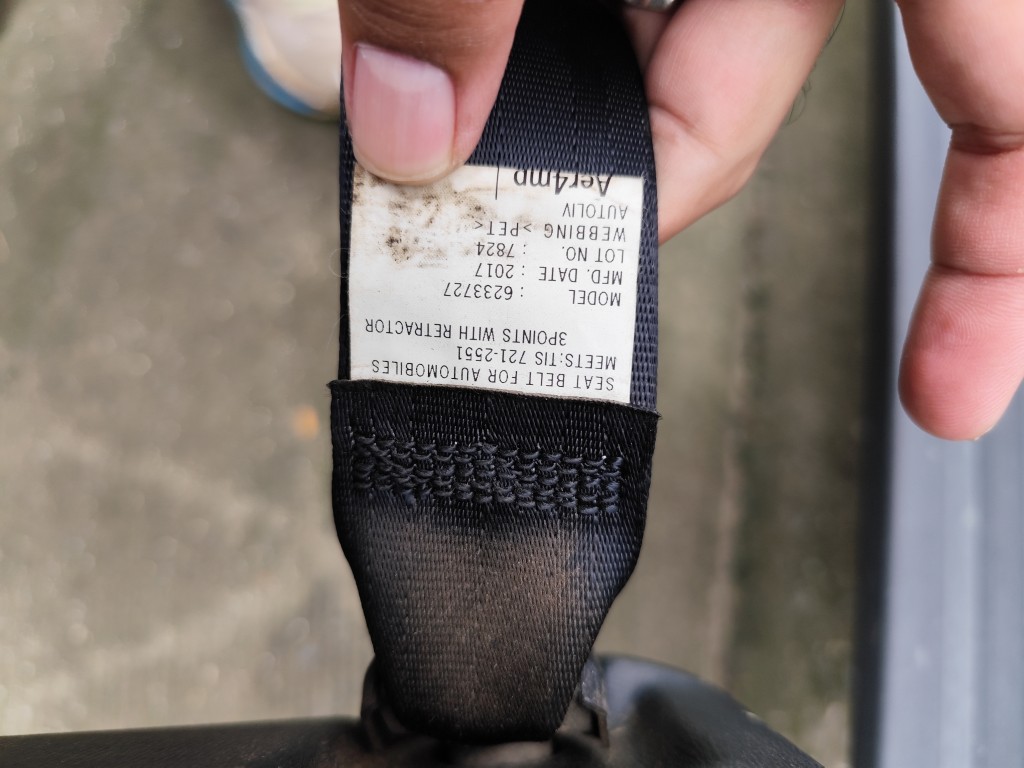 SEAT BELT FOR AUTOMOBILES
MEETS:TIS 721-2551
3POINTS WITH RETRACTOR
MODEL : 6233727
MFD. DATE : 2017
LOT NO. : 7824
WEBBING >PET<
AUTOLIV
Aer4mp